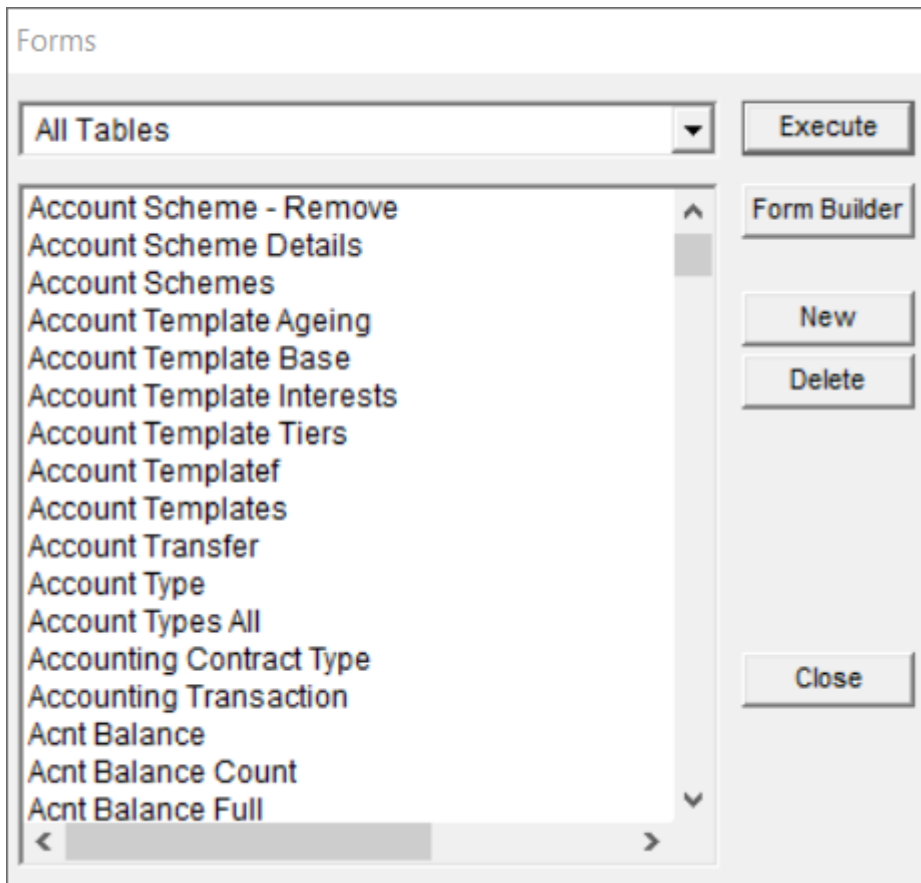 Forms
All Tables
Execute
Account Scheme - Remove
Account Scheme Details
Account Schemes
Account Template Ageing
Account Template Base
Account Template Interests
Account Template Tiers
Account Templatef
Account Templates
Account Transfer
Account Type
Account Types All
Accounting Contract Type
Accounting Transaction
Acnt Balance
Acnt Balance Count
Acnt Balance Full
Form Builder
New
Delete
Close